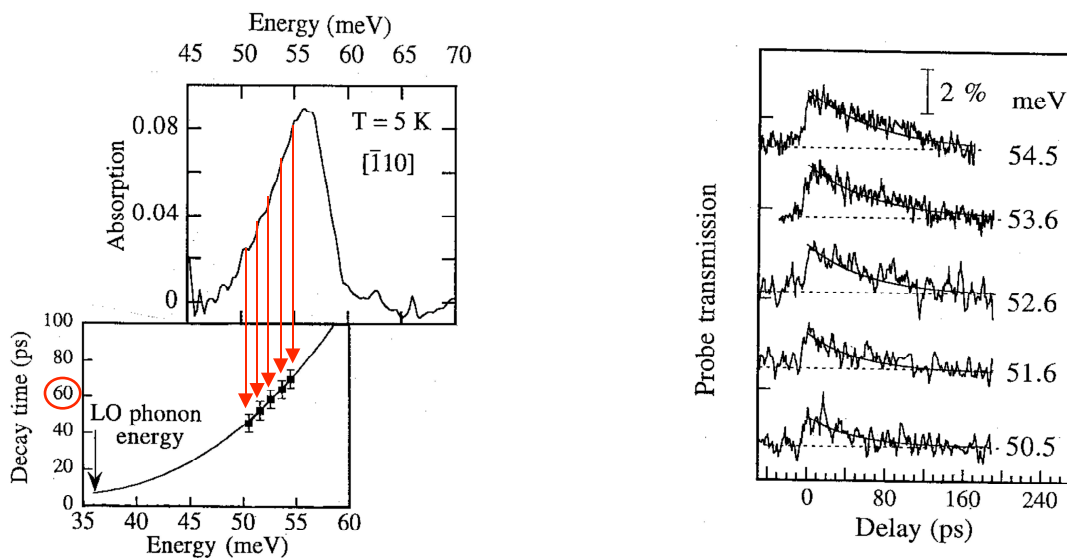 Energy (meV)
45 50 55 60 65 70
Absorption
0.08
0.04
0
T = 5 K
[1̄10]
Decay time (ps)
100
80
60
40
20
0
LO phonon
energy
35 40 45 50 55 60
Energy (meV)
Probe transmission
2 %
meV
54.5
53.6
52.6
51.6
50.5
0 80 160 240
Delay (ps)